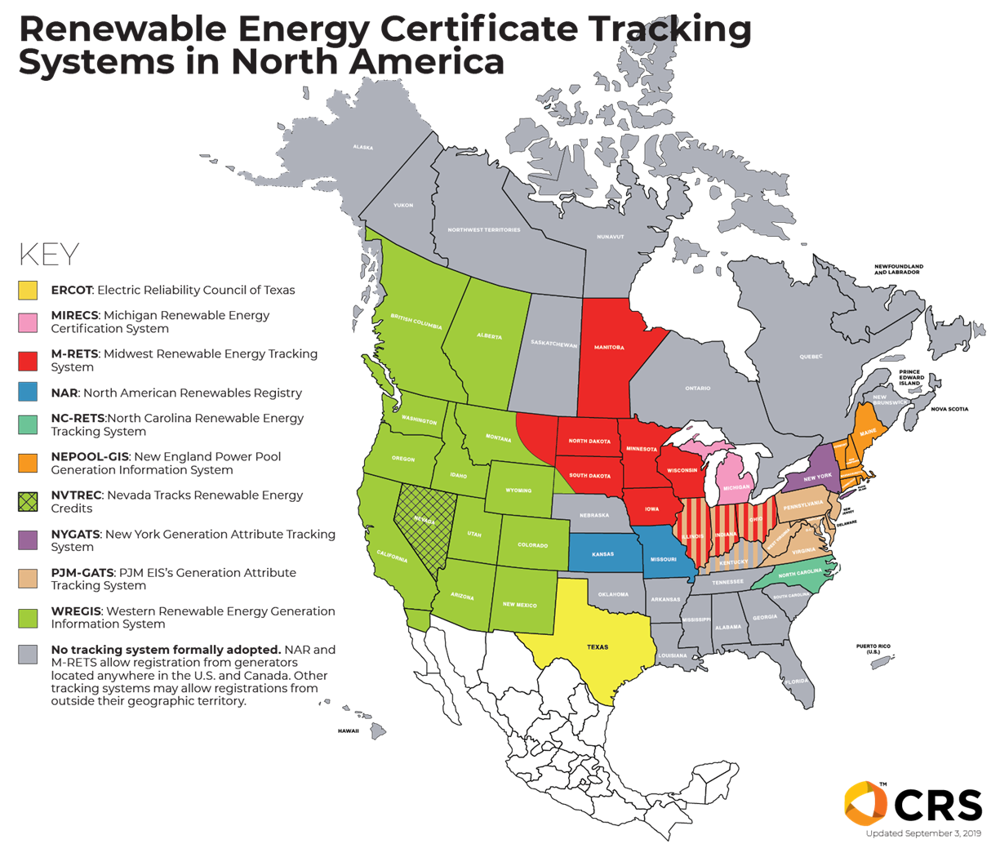 Renewable Energy Certificate Tracking
Systems in North America
KEY
ERCOT: Electric Reliability Council of Texas
MIRECS: Michigan Renewable Energy
Certification System
M-RETS: Midwest Renewable Energy Tracking
System
NAR: North American Renewables Registry
NC-RETS:North Carolina Renewable Energy
Tracking System
NEPOOL-GIS: New England Power Pool
Generation Information System
NVTREC: Nevada Tracks Renewable Energy
Credits
NYGATS: New York Generation Attribute Tracking
System
PJM-GATS: PJM EIS's Generation Attribute
Tracking System
WREGIS: Western Renewable Energy Generation
Information System
No tracking system formally adopted. NAR and
M-RETS allow registration from generators
located anywhere in the U.S. and Canada. Other
tracking systems may allow registrations from
outside their geographic territory.
ALASKA
YUKON
NORTHWEST TERRITORIES
NUNAVUT
NEWFOUNDLAND
AND LABRADOR
BRITISH COLUMBIA
ALBERTA
SASKATCHEWAN
MANITOBA
ONTARIO
QUEBEC
PRINCE
EDWARD
ISLAND
NEW
BRUNSWICK
NOVA SCOTIA
WASHINGTON
MONTANA
NORTH DAKOTA
MINNESOTA
MAINE
OREGON
IDAHO
WYOMING
SOUTH DAKOTA
WISCONSIN
MICHIGAN
NEW YORK
NEVADA
UTAH
COLORADO
NEBRASKA
IOWA
ILLINOIS
INDIANA
OHIO
PENNSYLVANIA
NEW
JERSEY
DELAWARE
WEST VIRGINIA
VIRGINIA
CALIFORNIA
KANSAS
MISSOURI
KENTUCKY
NORTH CAROLINA
TENNESSEE
SOUTH CAROLINA
ARIZONA
NEW MEXICO
OKLAHOMA
ARKANSAS
MISSISSIPPI
ALABAMA
GEORGIA
TEXAS
LOUISIANA
FLORIDA
PUERTO RICO
(U.S.)
HAWAII
CRS
TM
Updated September 3, 2019